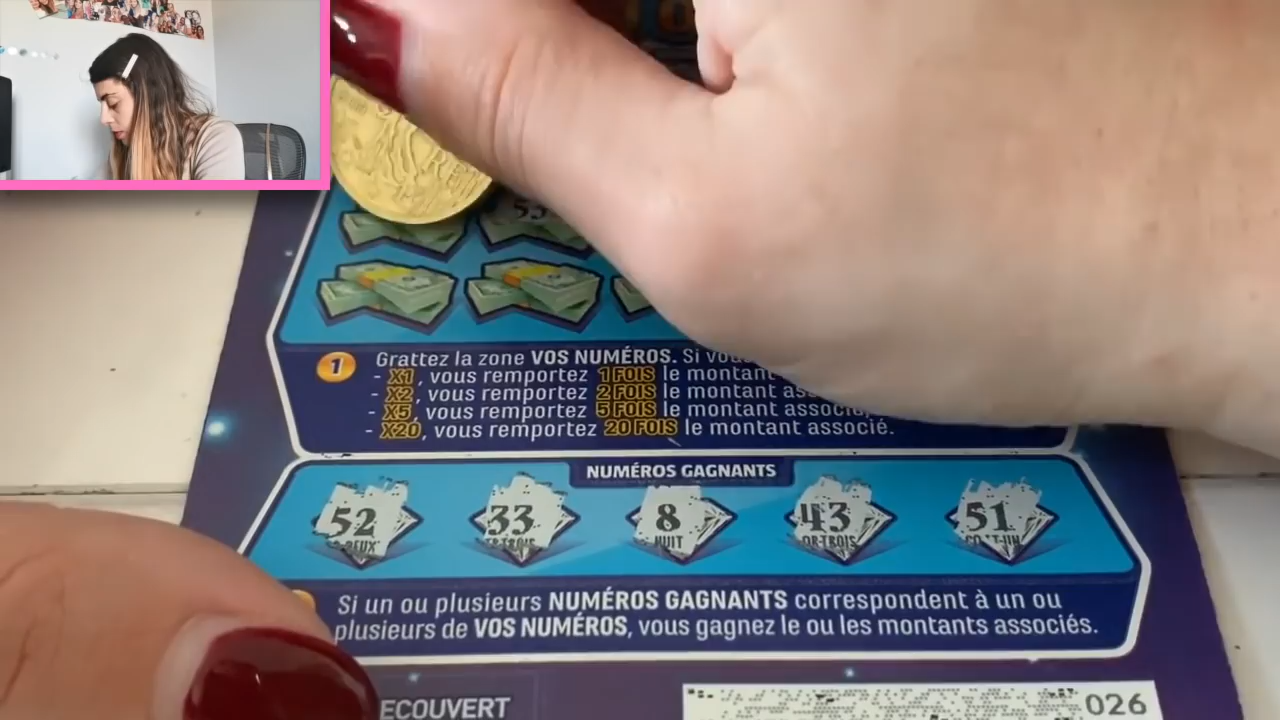 1
Grattez la zone VOS NUMÉROS. Si vous
- X1, vous remportez 1 FOIS le montant
- X2, vous remportez 2 FOIS le montant
- X5, vous remportez 5 FOIS le montant associé,
- X20, vous remportez 20 FOIS le montant associé.
NUMÉROS GAGNANTS
52 33 8 43 51
HUIT
Si un ou plusieurs NUMÉROS GAGNANTS correspondent à un ou
plusieurs de VOS NUMÉROS, vous gagnez le ou les montants associés.
ECOUVERT
026